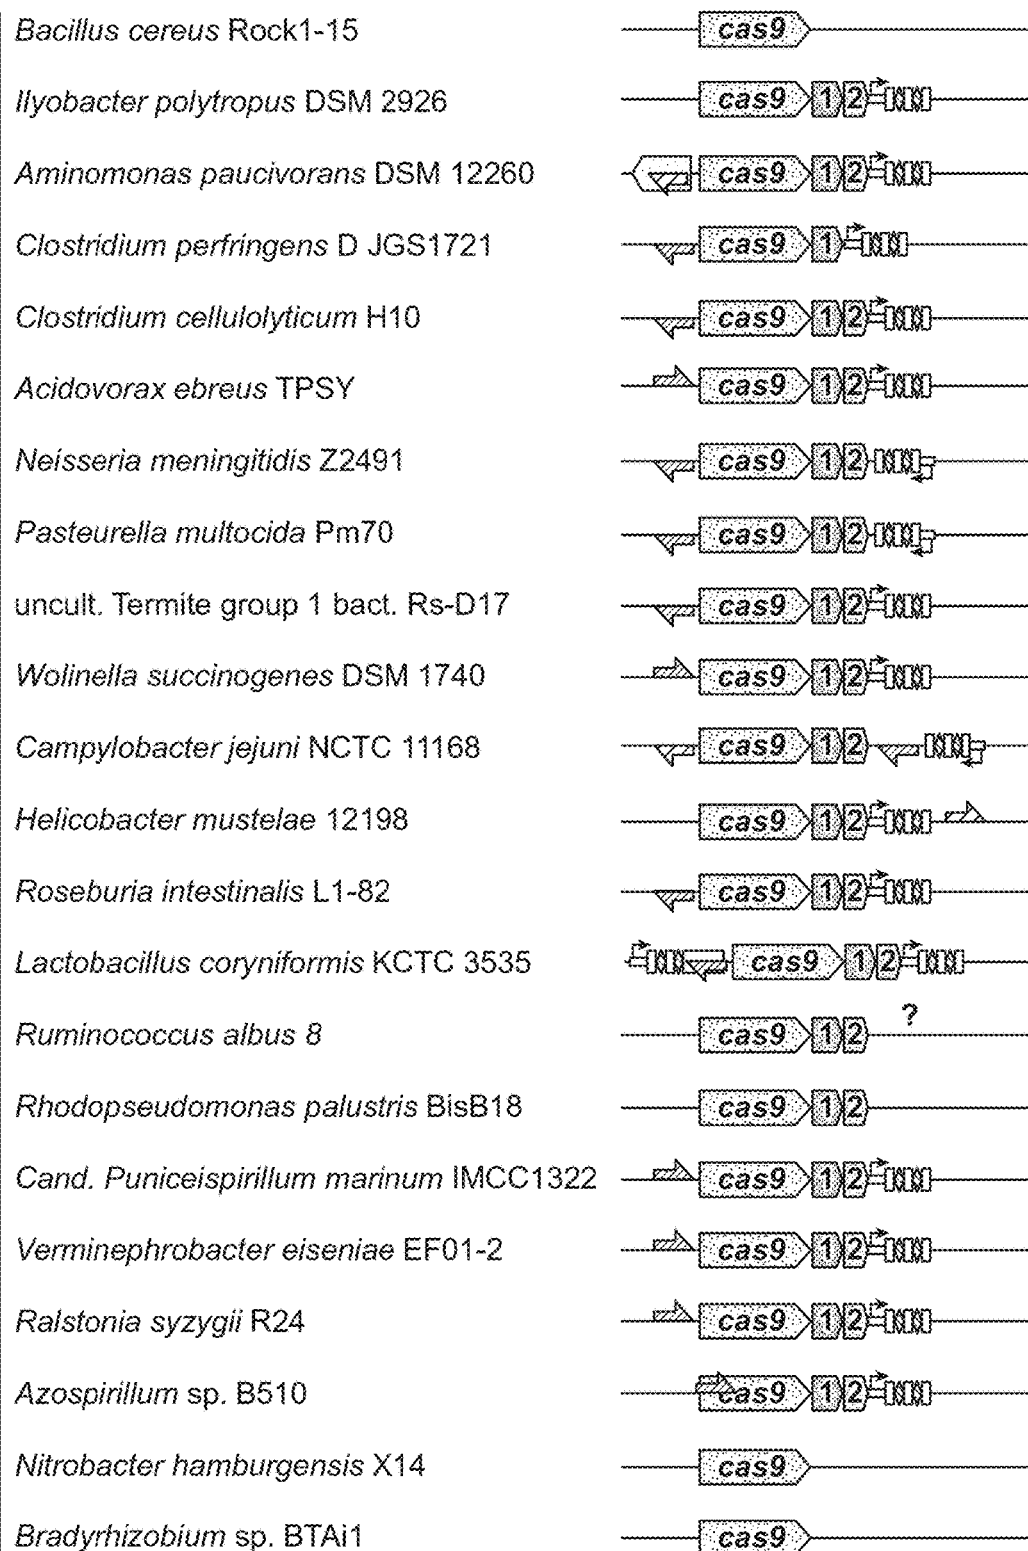 Bacillus cereus Rock1-15 cas9
Ilyobacter polytropus DSM 2926 cas9 1 2
Aminomonas paucivorans DSM 12260 cas9 1 2
Clostridium perfringens D JGS1721 cas9 1
Clostridium cellulolyticum H10 cas9 1 2
Acidovorax ebreus TPSY cas9 1 2
Neisseria meningitidis Z2491 cas9 1 2
Pasteurella multocida Pm70 cas9 1 2
uncult. Termite group 1 bact. Rs-D17 cas9 1 2
Wolinella succinogenes DSM 1740 cas9 1 2
Campylobacter jejuni NCTC 11168 cas9 1 2
Helicobacter mustelae 12198 cas9 1 2
Roseburia intestinalis L1-82 cas9 1 2
Lactobacillus coryniformis KCTC 3535 cas9 1 2
Ruminococcus albus 8 cas9 1 2 ?
Rhodopseudomonas palustris BisB18 cas9 1 2
Cand. Puniceispirillum marinum IMCC1322 cas9 1 2
Verminephrobacter eiseniae EF01-2 cas9 1 2
Ralstonia syzygii R24 cas9 1 2
Azospirillum sp. B510 cas9 1 2
Nitrobacter hamburgensis X14 cas9
Bradyrhizobium sp. BTAi1 cas9